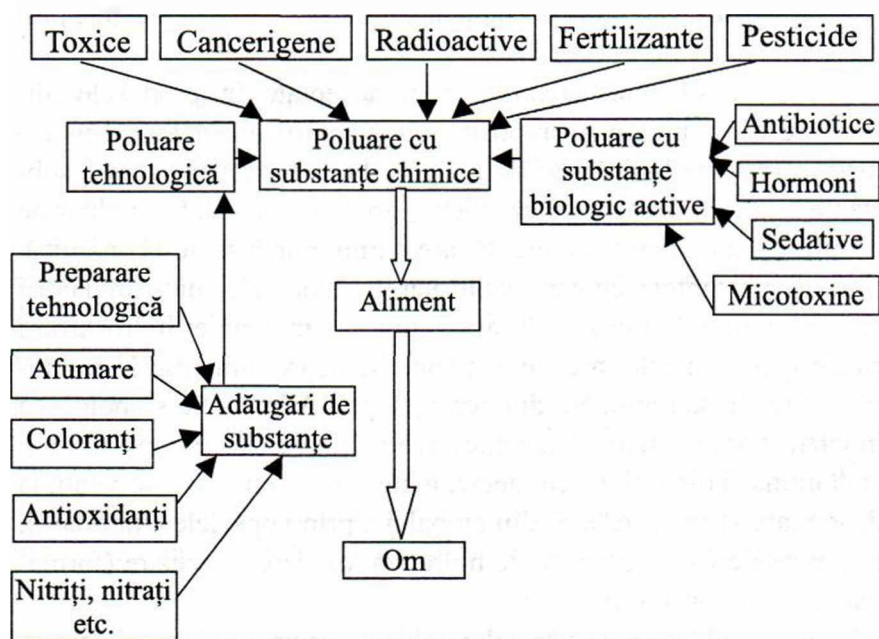 Toxice
Cancerigene
Radioactive
Fertilizante
Pesticide
Poluare
tehnologică
Poluare cu
substanțe chimice
Poluare cu
substanțe
biologic active
Antibiotice
Hormoni
Sedative
Micotoxine
Preparare
tehnologică
Aliment
Afumare
Coloranți
Adăugări de
substanțe
Antioxidanți
Nitriți, nitrați
etc.
Om